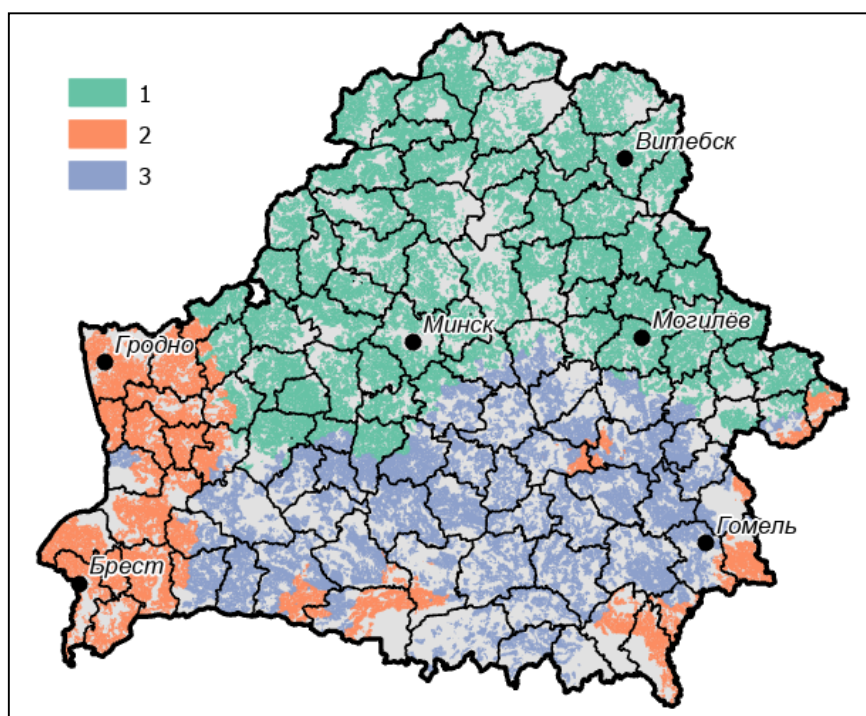 1
2
3
Витебск
Минск
Могилёв
Гродно
Гомель
Брест